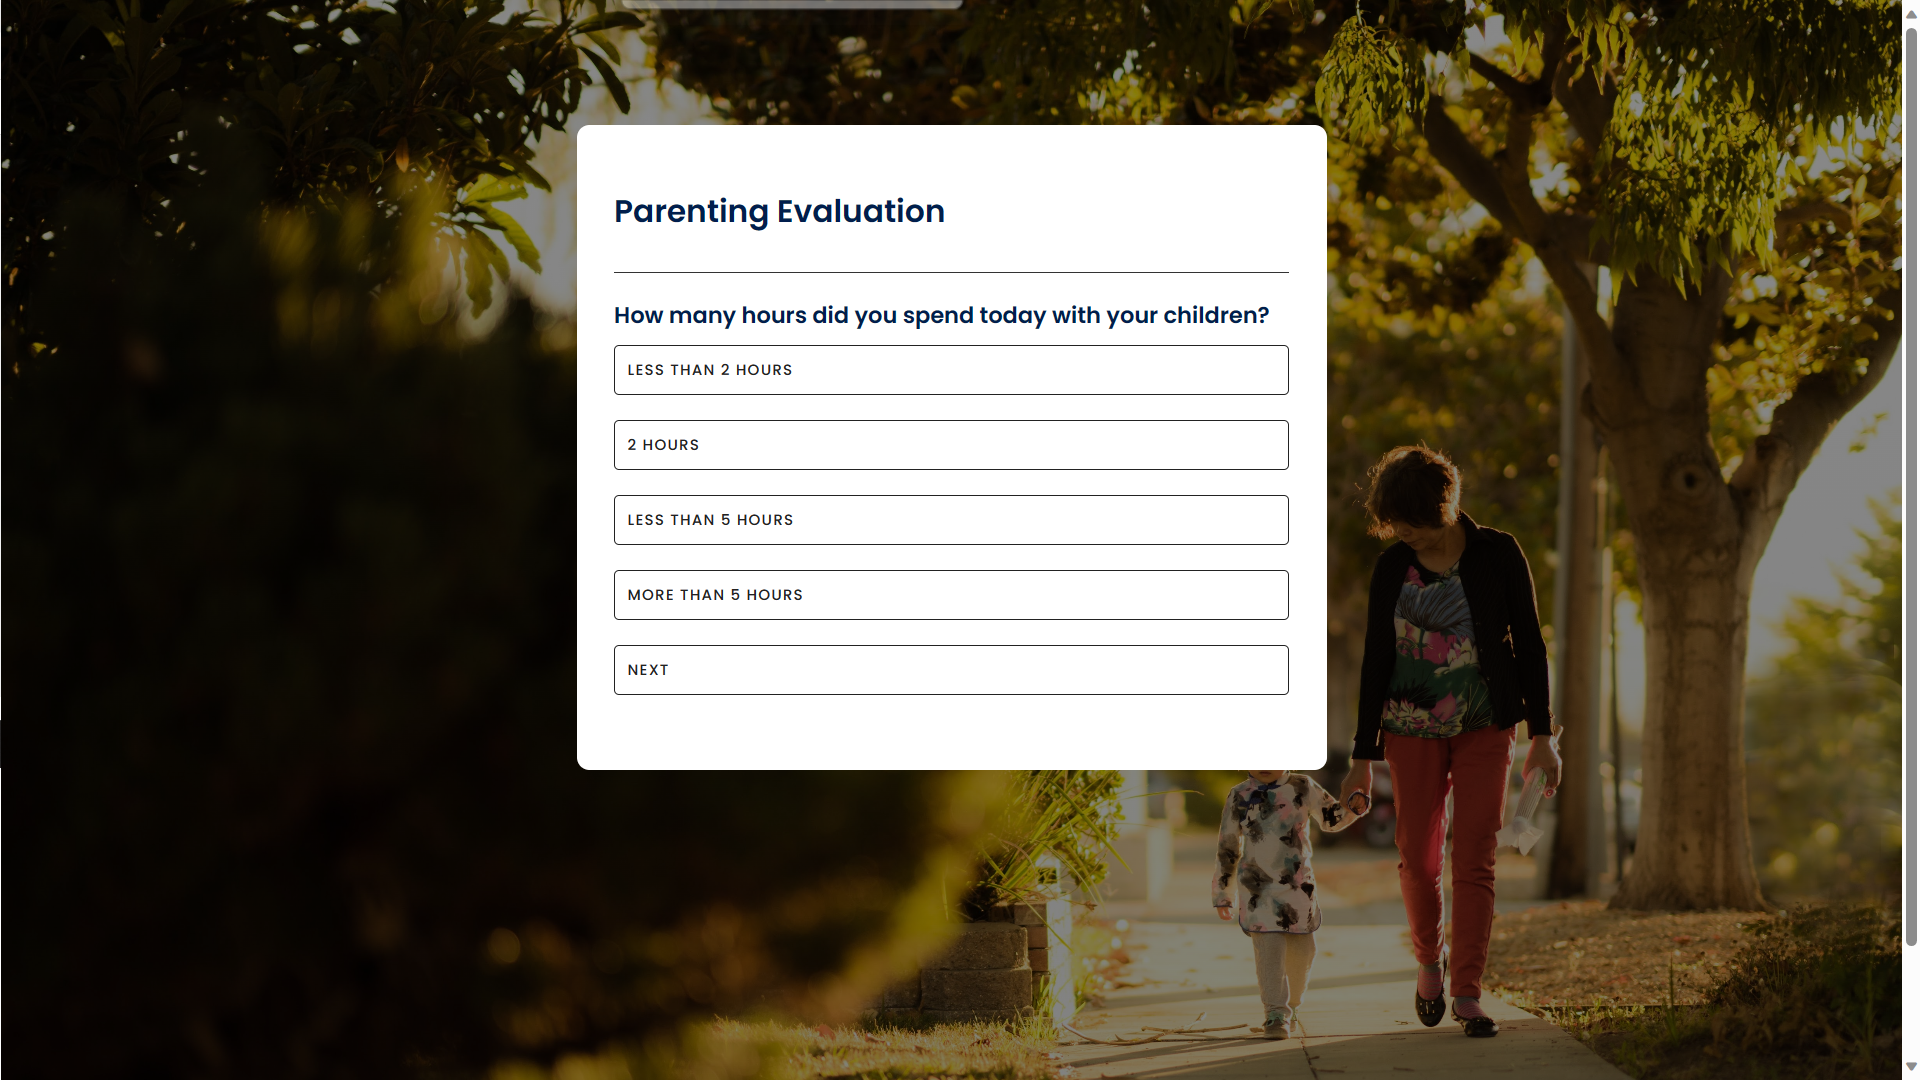 Parenting Evaluation
How many hours did you spend today with your children?
LESS THAN 2 HOURS
2 HOURS
LESS THAN 5 HOURS
MORE THAN 5 HOURS
NEXT